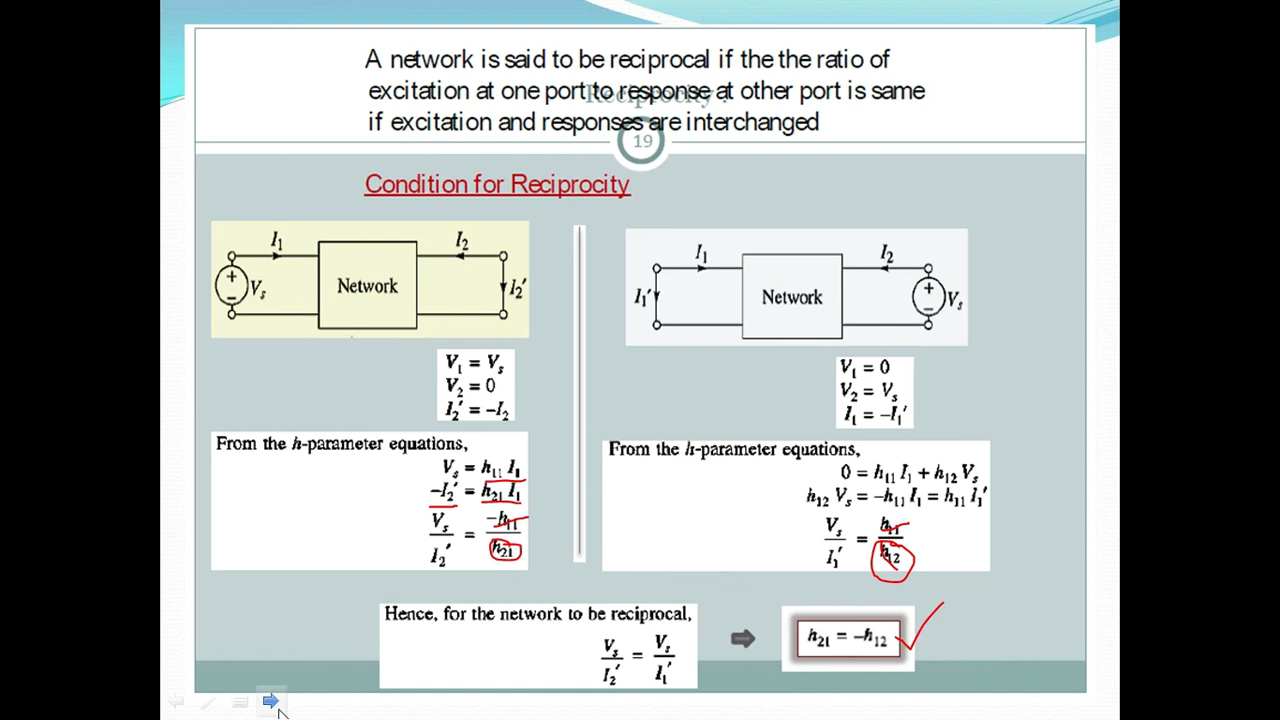 A network is said to be reciprocal if the the ratio of
excitation at one port to response at other port is same
if excitation and responses are interchanged
Reciprocity :
19
Condition for Reciprocity
I₁ I₂
+ − Vₛ Network I₂′
I₁ I₂
I₁′ Network + − Vₛ
V₁ = Vₛ
V₂ = 0
I₂′ = −I₂
V₁ = 0
V₂ = Vₛ
I₁ = −I₁′
From the h-parameter equations,
Vₛ = h₁₁ I₁
−I₂′ = h₂₁ I₁
Vₛ/I₂′ = −h₁₁/h₂₁
From the h-parameter equations,
0 = h₁₁ I₁ + h₁₂ Vₛ
h₁₂ Vₛ = −h₁₁ I₁ = h₁₁ I₁′
Vₛ/I₁′ = h₁₁/h₁₂
Hence, for the network to be reciprocal,
Vₛ/I₂′ = Vₛ/I₁′
h₂₁ = −h₁₂